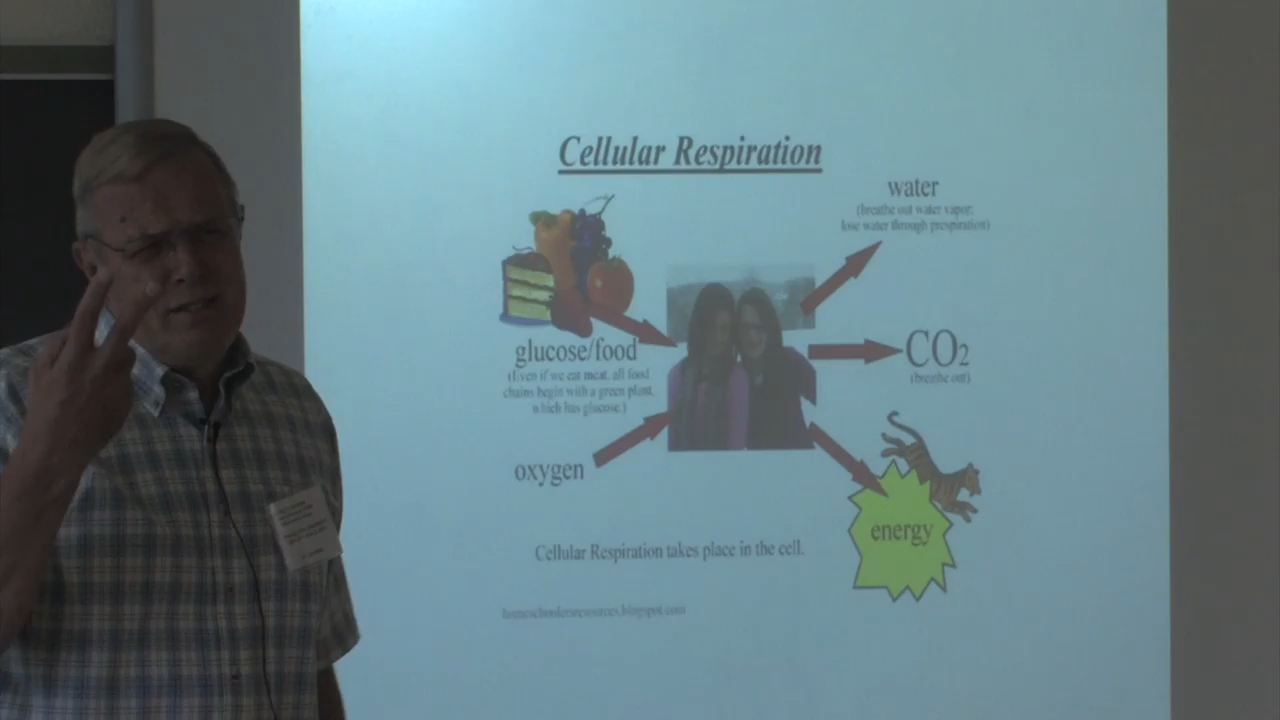 Cellular Respiration
water
(breathe out water vapor;
lose water through prespiration)
glucose/food
(Even if we eat meat, all food
chains begin with a green plant,
which has glucose.)
CO2
(breathe out)
oxygen
energy
Cellular Respiration takes place in the cell.